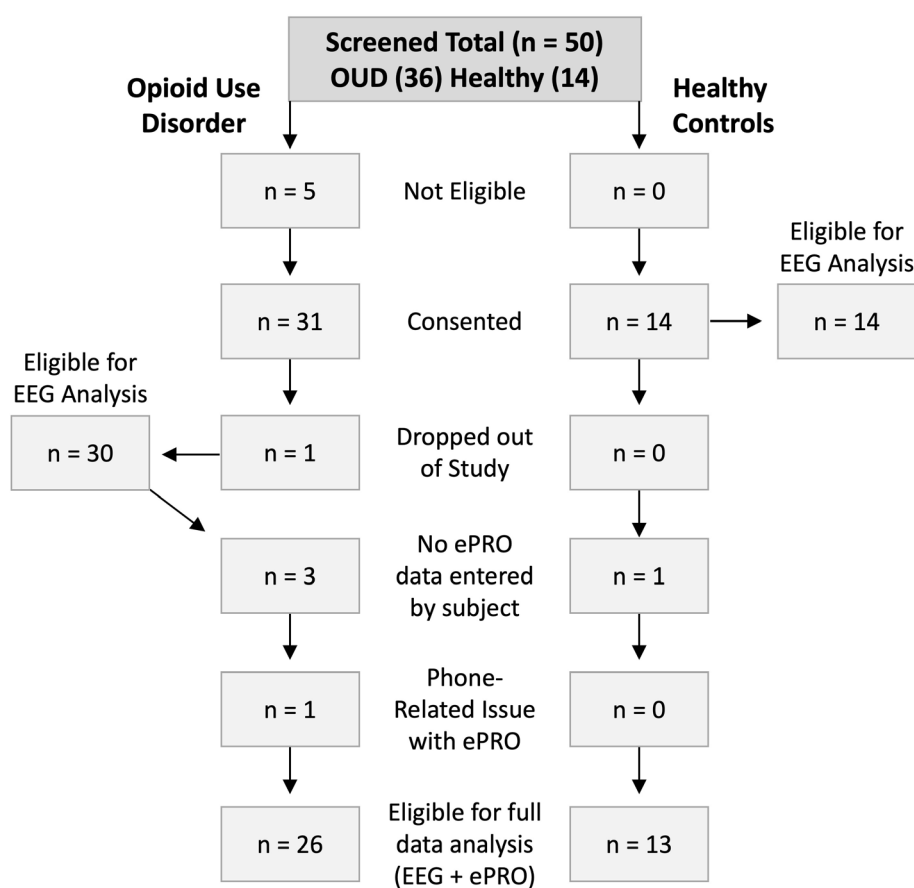 Screened Total (n = 50)
OUD (36) Healthy (14)
Opioid Use
Disorder
Healthy
Controls
n = 5
Not Eligible
n = 0
Eligible for
EEG Analysis
n = 31
Consented
n = 14
n = 14
Eligible for
EEG Analysis
n = 30
n = 1
Dropped out
of Study
n = 0
n = 3
No ePRO
data entered
by subject
n = 1
n = 1
Phone-
Related Issue
with ePRO
n = 0
n = 26
Eligible for full
data analysis
(EEG + ePRO)
n = 13